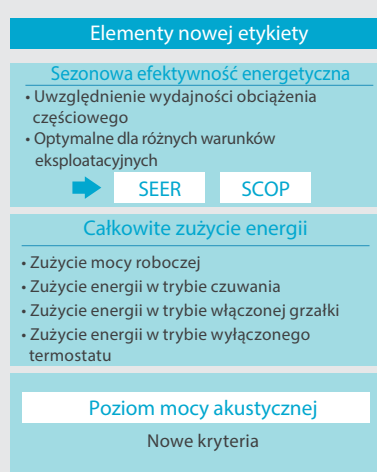 Elementy nowej etykiety
Sezonowa efektywność energetyczna
• Uwzględnienie wydajności obciążenia
częściowego
• Optymalne dla różnych warunków
eksploatacyjnych
SEER SCOP
Całkowite zużycie energii
• Zużycie mocy roboczej
• Zużycie energii w trybie czuwania
• Zużycie energii w trybie włączonej grzałki
• Zużycie energii w trybie wyłączonego
termostatu
Poziom mocy akustycznej
Nowe kryteria